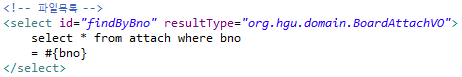 <!-- 파일목록 -->
<select id="findByBno" resultType="org.hgu.domain.BoardAttachVO">
select * from attach where bno
= #{bno}
</select>